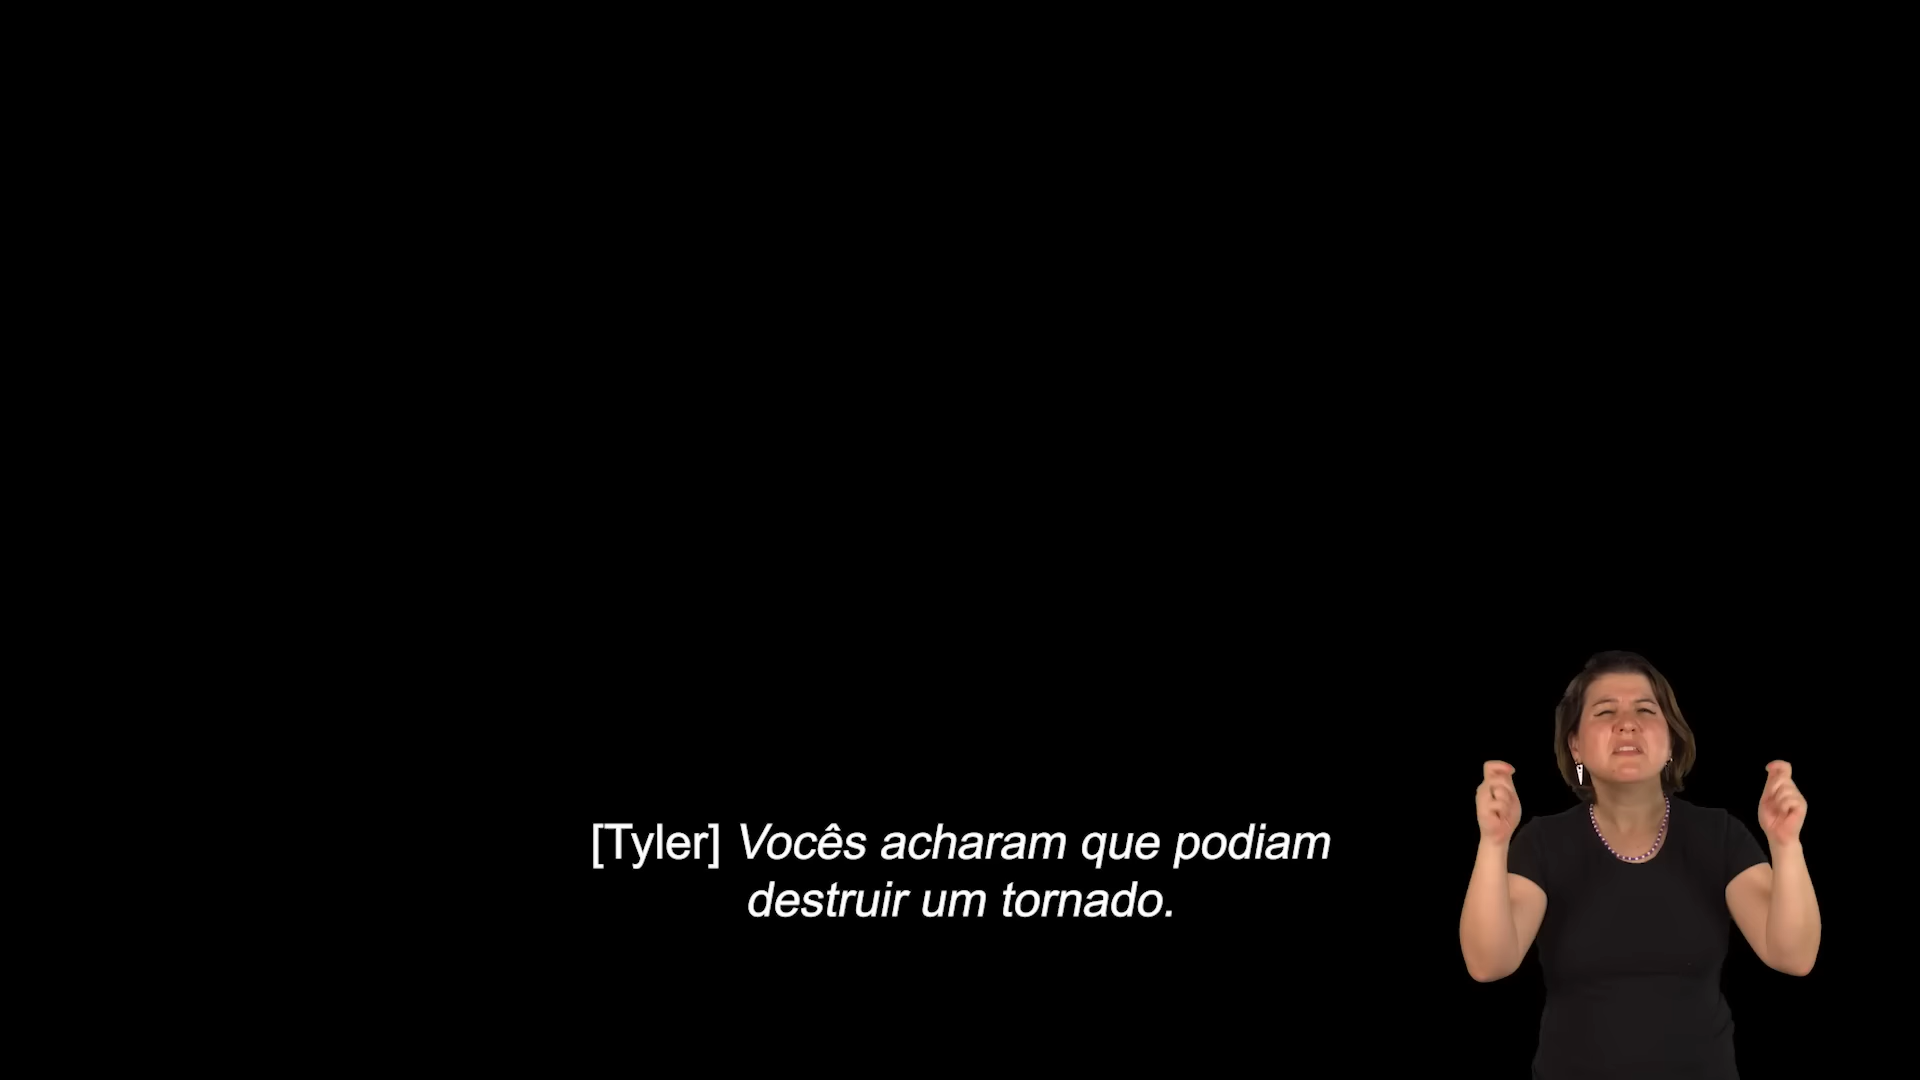 [Tyler] Vocês acharam que podiam
destruir um tornado.